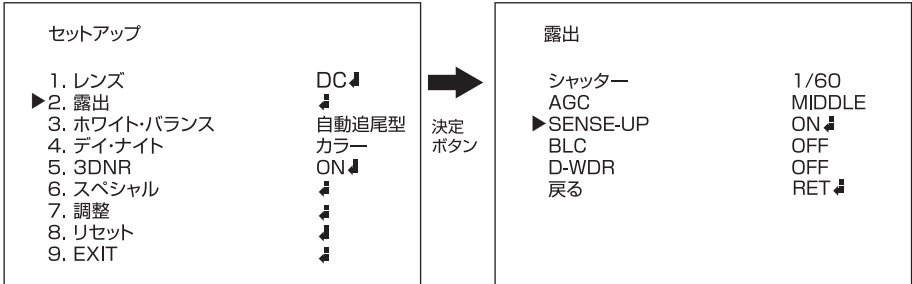 セットアップ
1. レンズ DC↲
▶2. 露出 ↲
3. ホワイト・バランス 自動追尾型
4. デイ・ナイト カラー
5. 3DNR ON↲
6. スペシャル ↲
7. 調整 ↲
8. リセット ↲
9. EXIT ↲
決定
ボタン
露出
シャッター 1/60
AGC MIDDLE
▶SENSE-UP ON↲
BLC OFF
D-WDR OFF
戻る RET↲